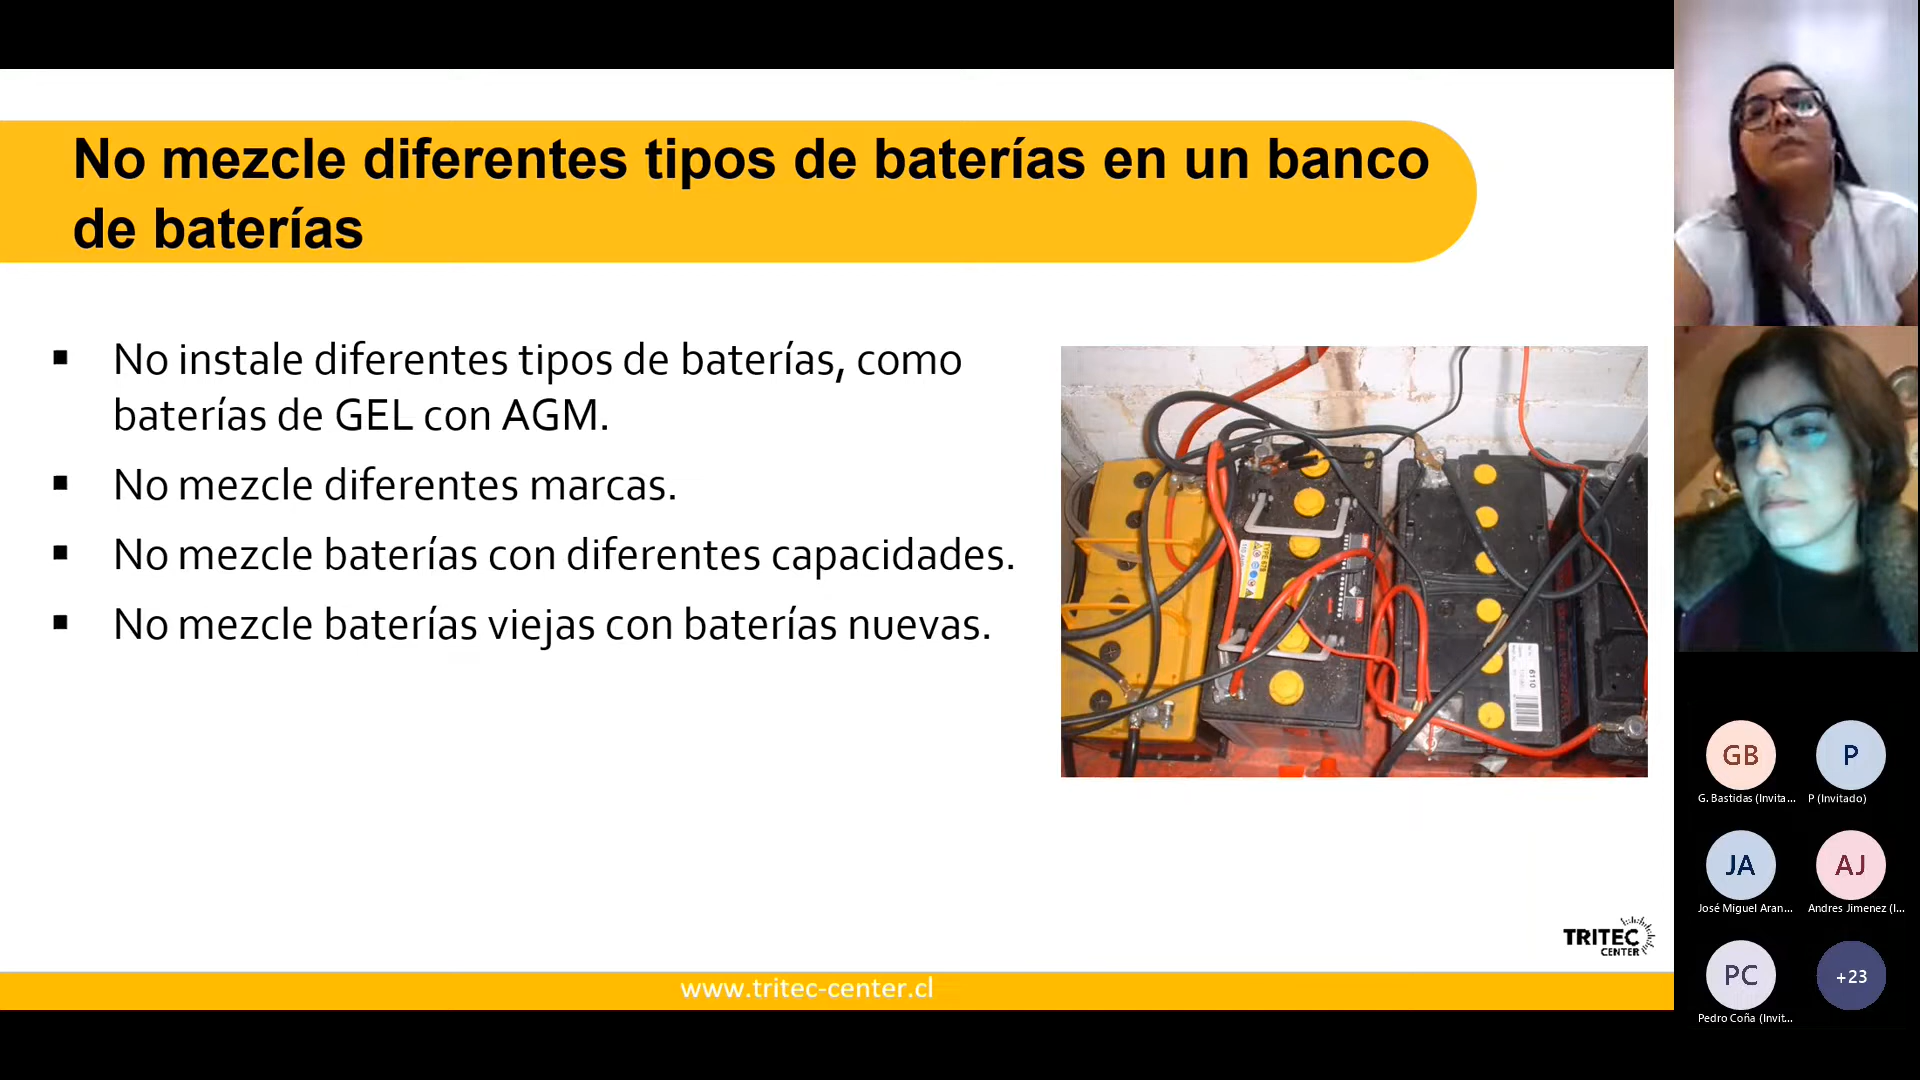 No mezcle diferentes tipos de baterías en un banco
de baterías
No instale diferentes tipos de baterías, como
baterías de GEL con AGM.
No mezcle diferentes marcas.
No mezcle baterías con diferentes capacidades.
No mezcle baterías viejas con baterías nuevas.
6110
TRITEC
CENTER
www.tritec-center.cl
GB
P
G. Bastidas (Invita...
P (Invitado)
JA
AJ
José Miguel Aran...
Andres Jimenez (I...
PC
+23
Pedro Coña (Invit...